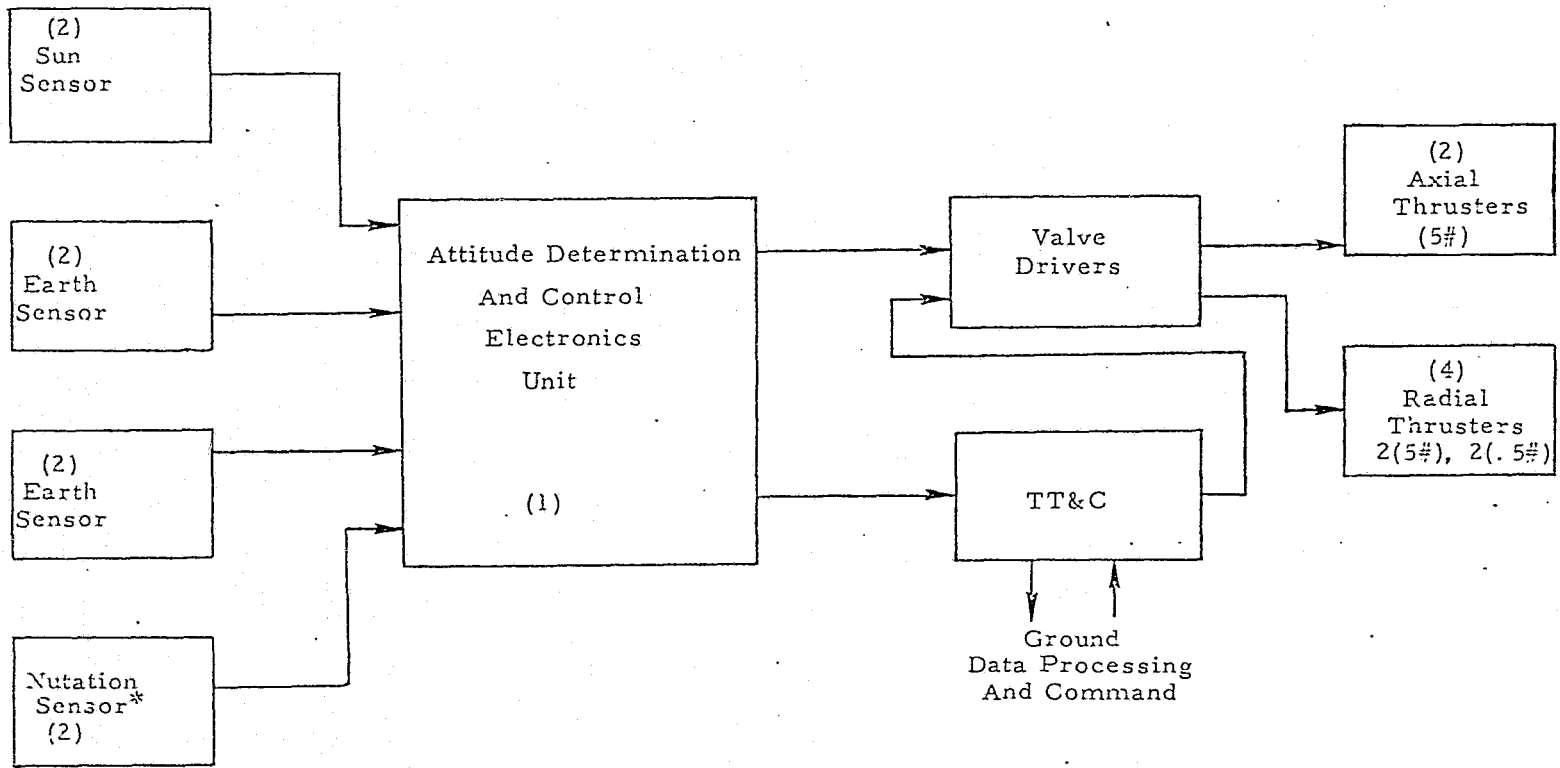 (2)
Sun
Sensor
(2)
Earth
Sensor
(2)
Earth
Sensor
Nutation
Sensor*
(2)
Attitude Determination
And Control
Electronics
Unit
(1)
Valve
Drivers
TT&C
Ground
Data Processing
And Command
(2)
Axial
Thrusters
(5#)
(4)
Radial
Thrusters
2(5#), 2(.5#)